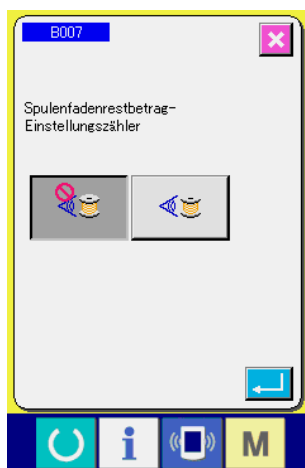 B007
Spulenfadenrestbetrag-
Einstellungszähler
i
M